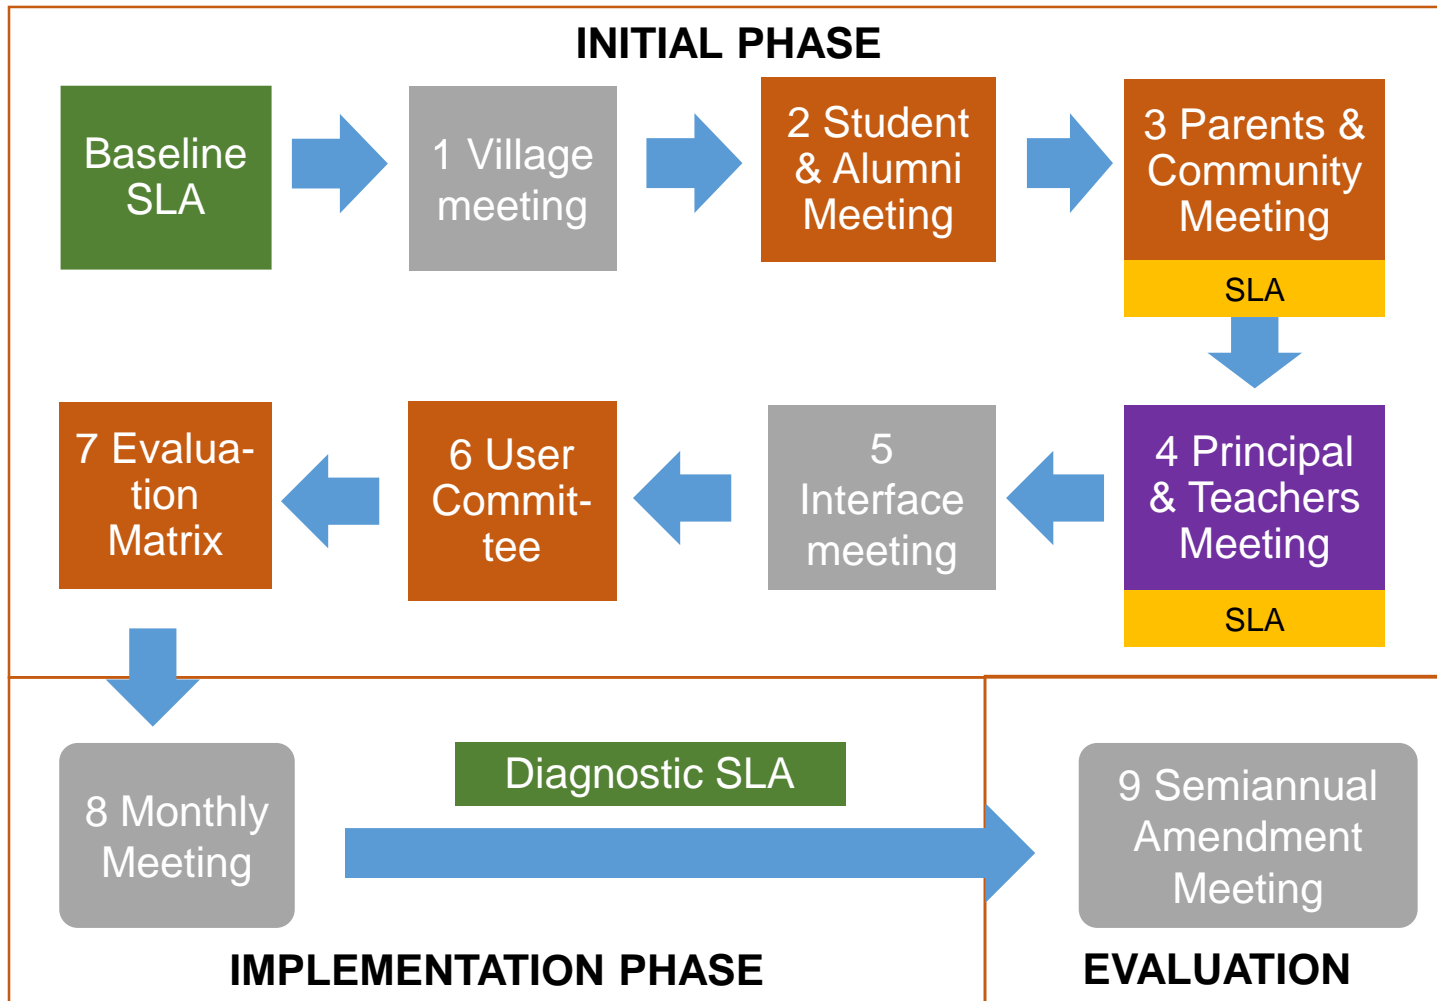 INITIAL PHASE
Baseline
SLA
1 Village
meeting
2 Student
& Alumni
Meeting
3 Parents &
Community
Meeting
SLA
4 Principal
& Teachers
Meeting
SLA
5
Interface
meeting
6 User
Commit-
tee
7 Evalua-
tion
Matrix
8 Monthly
Meeting
Diagnostic SLA
9 Semiannual
Amendment
Meeting
IMPLEMENTATION PHASE
EVALUATION